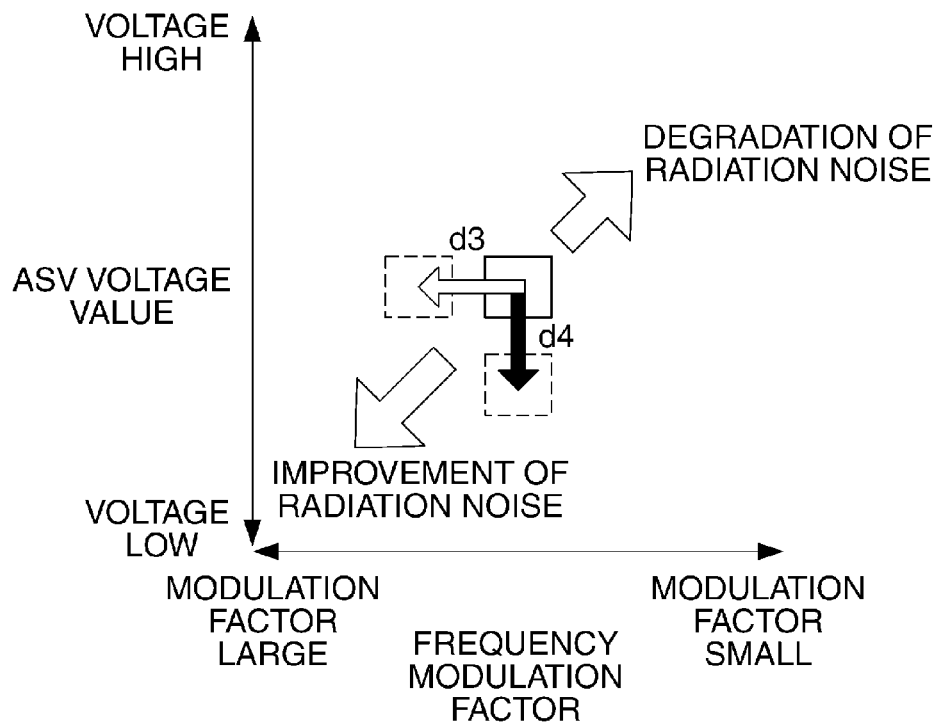 VOLTAGE
HIGH
DEGRADATION OF
RADIATION NOISE
d3
ASV VOLTAGE
VALUE
d4
IMPROVEMENT OF
RADIATION NOISE
VOLTAGE
LOW
MODULATION
FACTOR
LARGE
FREQUENCY
MODULATION
FACTOR
MODULATION
FACTOR
SMALL